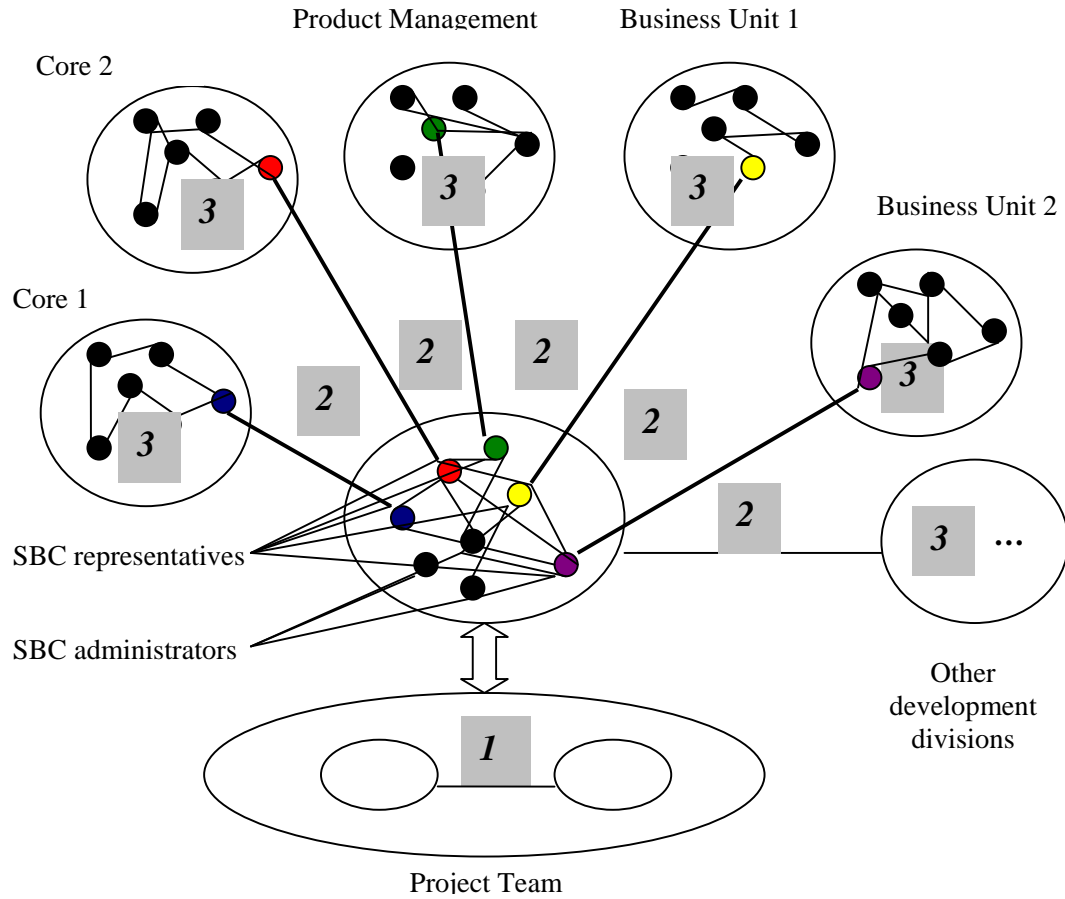 Product Management
Business Unit 1
Core 2
3
3
3
Business Unit 2
Core 1
3
3
2
2
2
2
2
3 ...
SBC representatives
SBC administrators
Other
development
divisions
1
Project Team